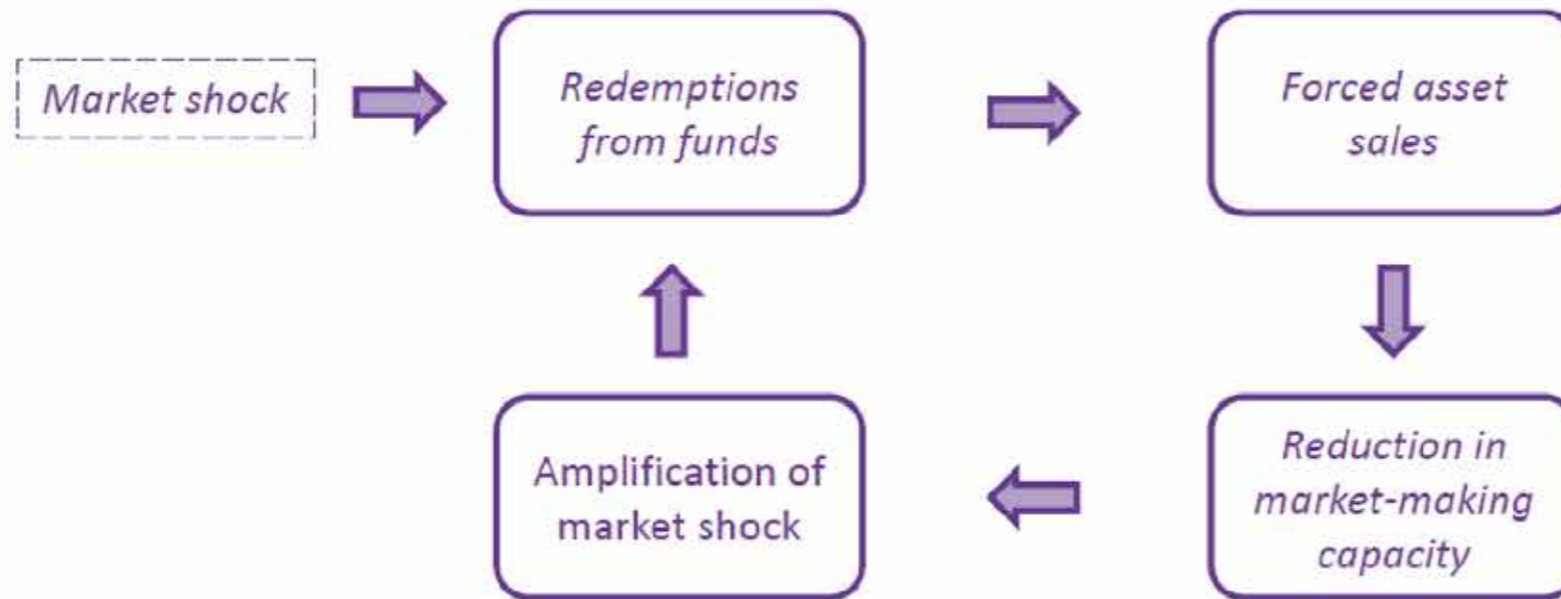 Market shock
Redemptions
from funds
Forced asset
sales
Reduction in
market-making
capacity
Amplification of
market shock